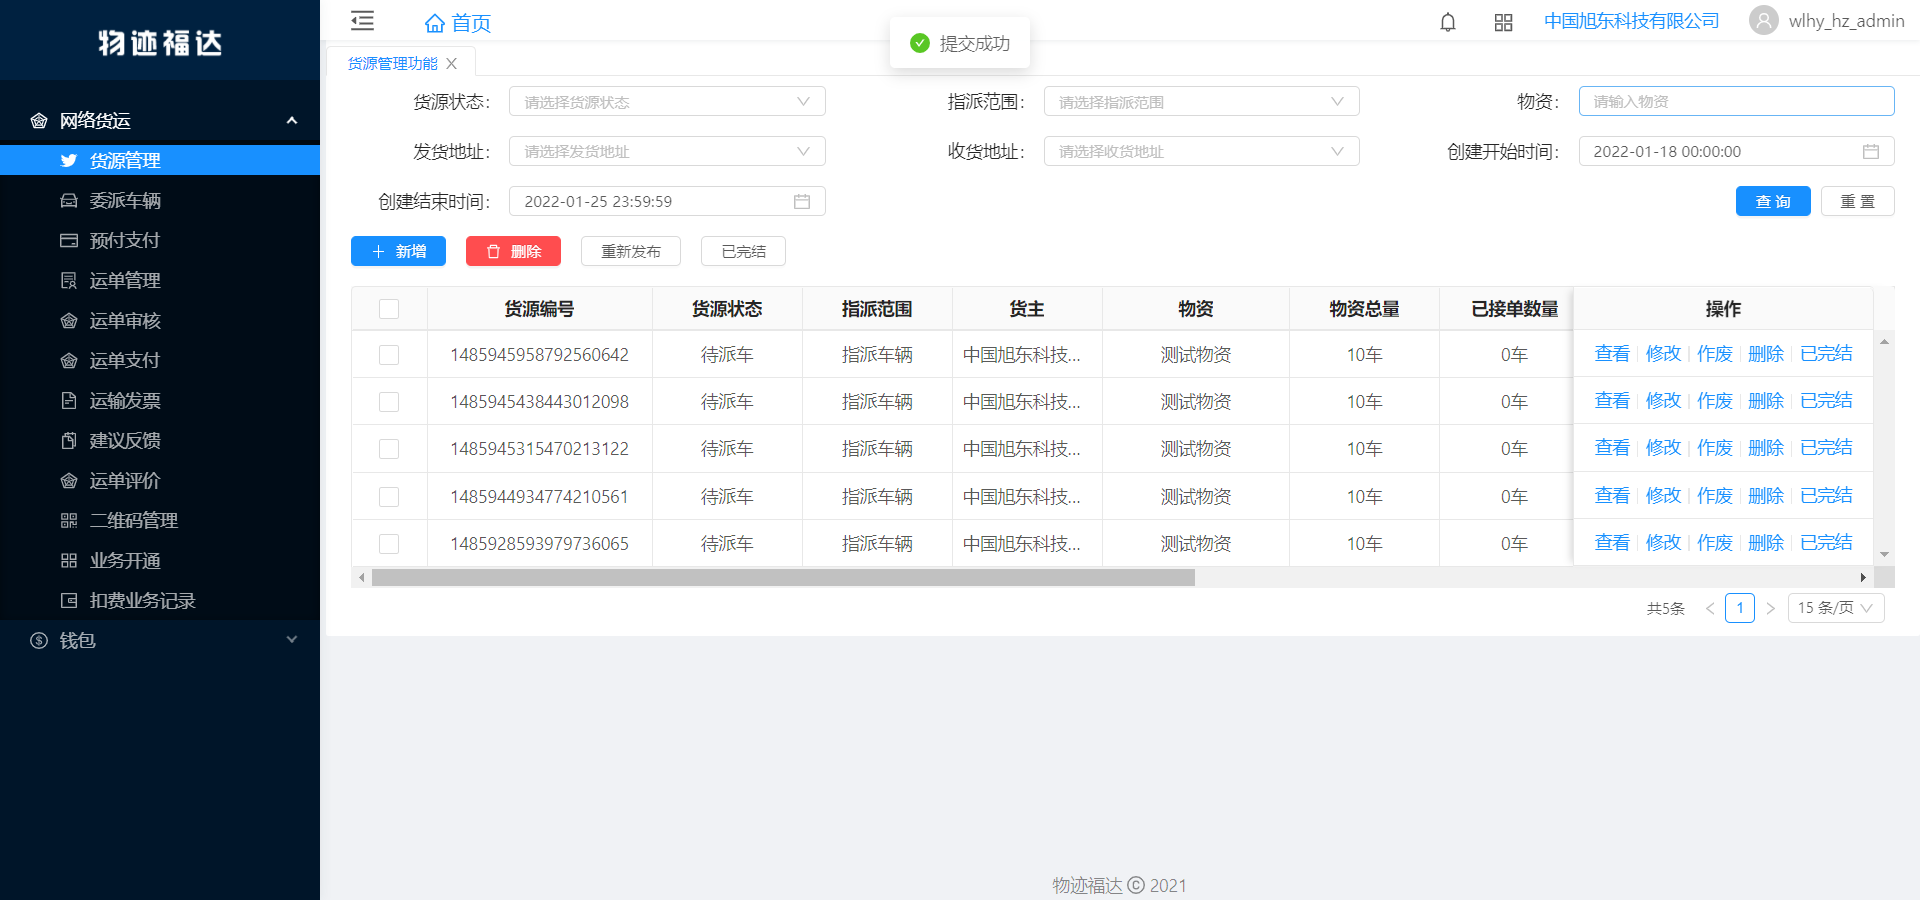 物迹福达
网络货运
货源管理
委派车辆
预付支付
运单管理
运单审核
运单支付
运输发票
建议反馈
运单评价
二维码管理
业务开通
扣费业务记录
钱包
首页
提交成功
中国旭东科技有限公司 wlhy_hz_admin
货源管理功能
货源状态: 请选择货源状态 指派范围: 请选择指派范围 物资: 请输入物资
发货地址: 请选择发货地址 收货地址: 请选择收货地址 创建开始时间: 2022-01-18 00:00:00
创建结束时间: 2022-01-25 23:59:59 查 询 重 置
新增 删除 重新发布 已完结
货源编号 货源状态 指派范围 货主 物资 物资总量 已接单数量 操作
1485945958792560642 待派车 指派车辆 中国旭东科技... 测试物资 10车 0车 查看 修改 作废 删除 已完结
1485945438443012098 待派车 指派车辆 中国旭东科技... 测试物资 10车 0车 查看 修改 作废 删除 已完结
1485945315470213122 待派车 指派车辆 中国旭东科技... 测试物资 10车 0车 查看 修改 作废 删除 已完结
1485944934774210561 待派车 指派车辆 中国旭东科技... 测试物资 10车 0车 查看 修改 作废 删除 已完结
1485928593979736065 待派车 指派车辆 中国旭东科技... 测试物资 10车 0车 查看 修改 作废 删除 已完结
共5条 1 15 条/页
物迹福达 © 2021